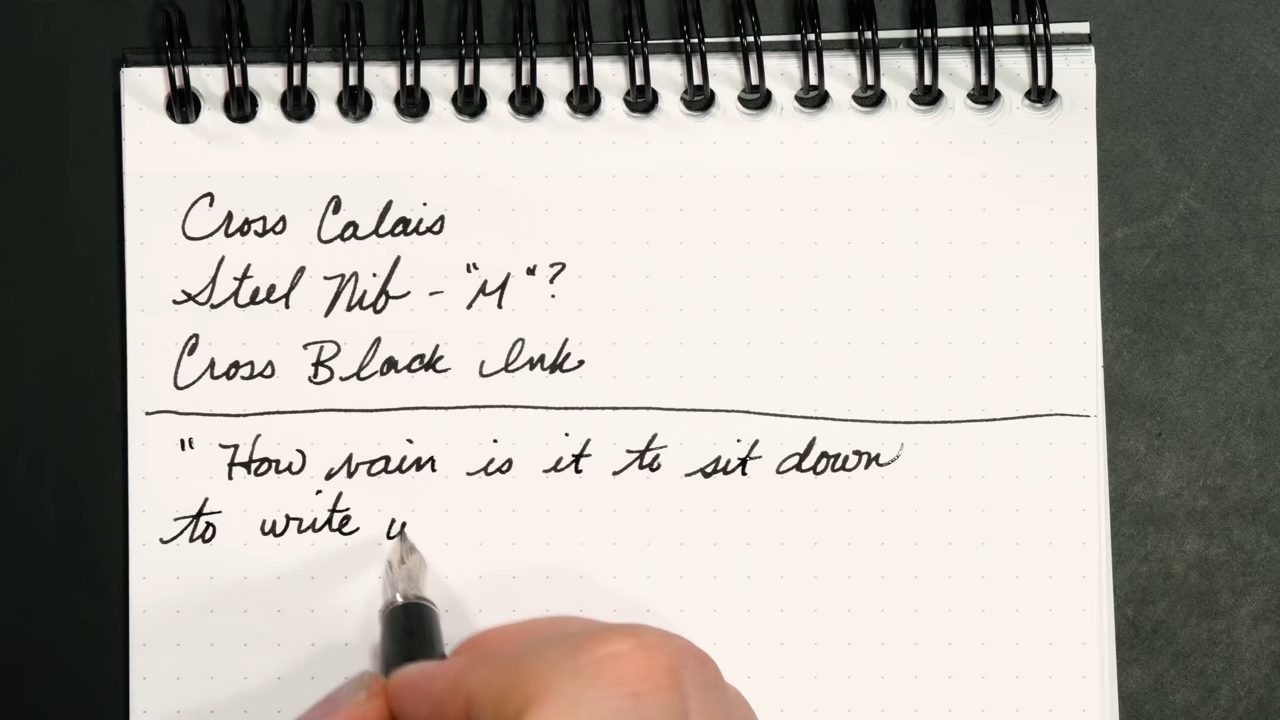 Cross Calais
Steel Nib - "M"?
Cross Black Ink
"How vain is it to sit down
to write